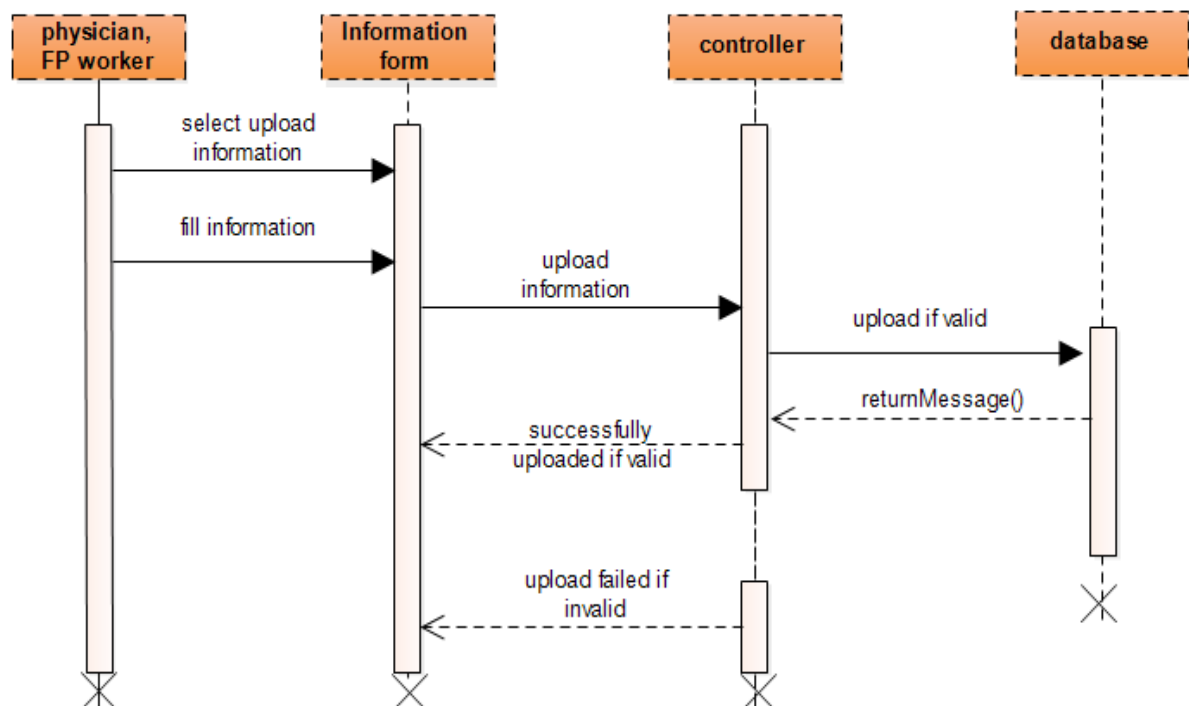 physician,
FP worker
Information
form
controller
database
select upload
information
fill information
upload
information
upload if valid
returnMessage()
successfully
uploaded if valid
upload failed if
invalid